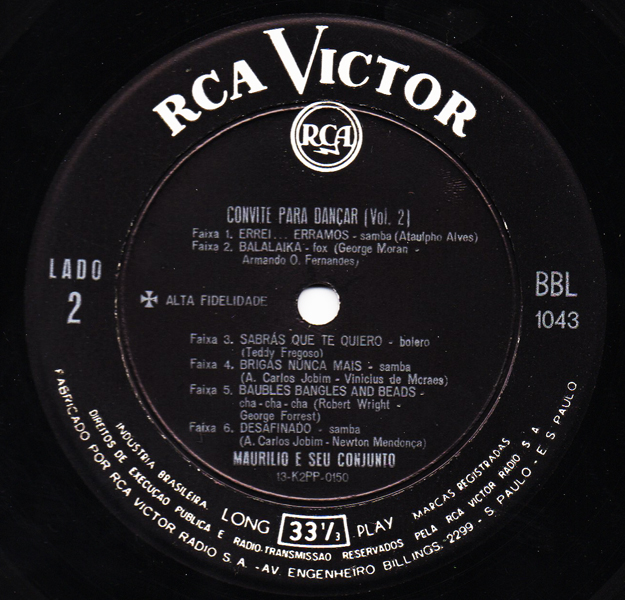 RCA VICTOR
RCA
CONVITE PARA DANÇAR (Vol. 2)
Faixa 1. ERREI... ERRAMOS - samba (Ataulpho Alves)
Faixa 2. BALALAIKA - fox (George Moran -
Armando O. Fernandes)
LADO
2
ALTA FIDELIDADE
BBL
1043
Faixa 3. SABRÁS QUE TE QUIERO - bolero
(Teddy Fregoso)
Faixa 4. BRIGAS NUNCA MAIS - samba
(A. Carlos Jobim - Vinicius de Moraes)
Faixa 5. BAUBLES BANGLES AND BEADS -
cha-cha-cha (Robert Wright -
George Forrest)
Faixa 6. DESAFINADO - samba
(A. Carlos Jobim - Newton Mendonça)
MAURILIO E SEU CONJUNTO
13-K2PP-0150
LONG 33 1/3 PLAY
INDUSTRIA BRASILEIRA
MARCAS REGISTRADAS
DIREITOS DE EXECUÇÃO PUBLICA E RADIO-TRANSMISSÃO RESERVADOS PELA RCA VICTOR RADIO S. A.
FABRICADO POR RCA VICTOR RADIO S. A. - AV. ENGENHEIRO BILLINGS, 2299 - S. PAULO - E. S. PAULO